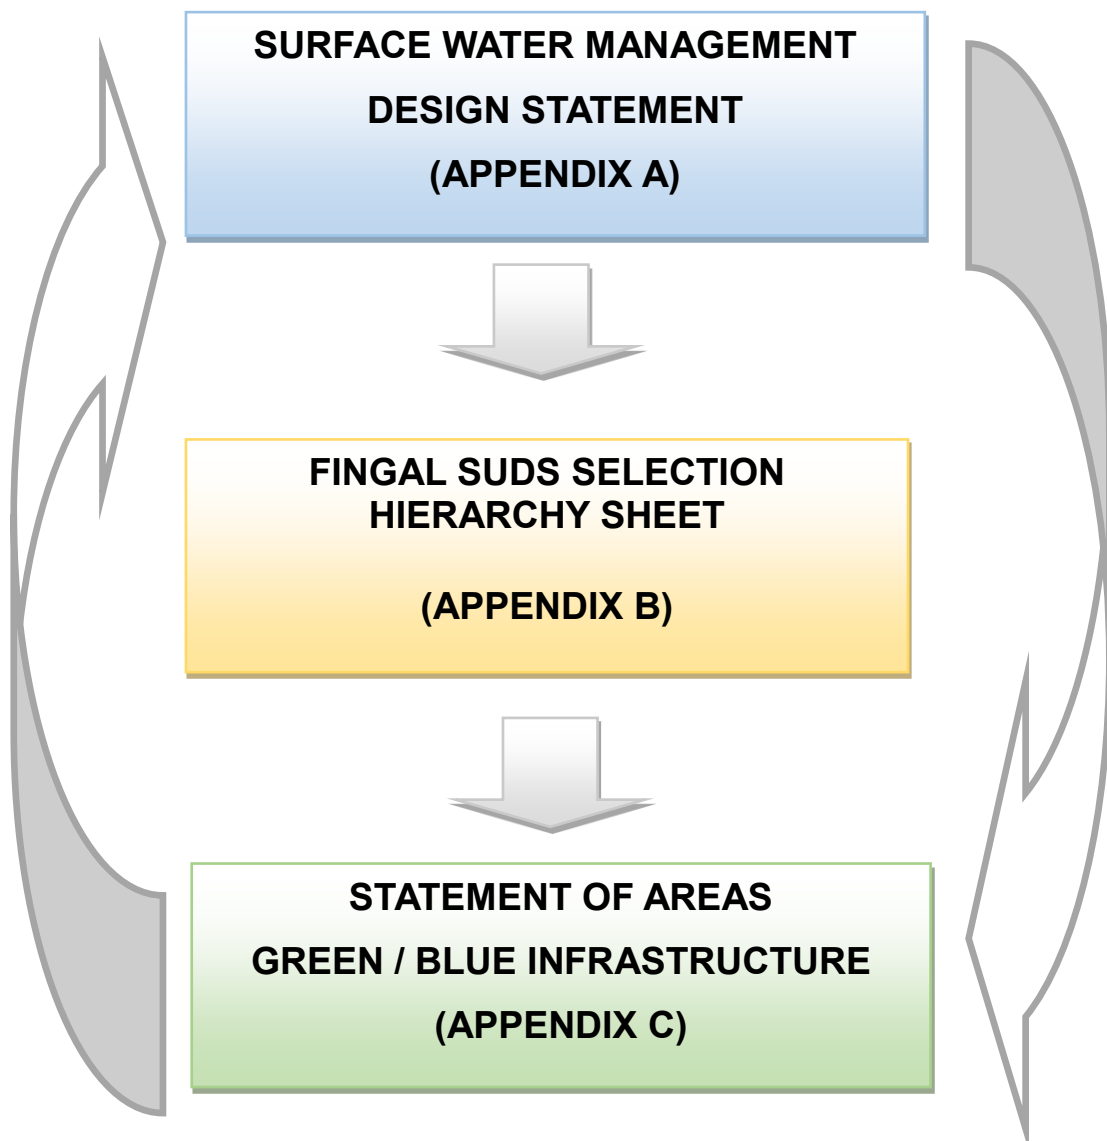 SURFACE WATER MANAGEMENT
DESIGN STATEMENT
(APPENDIX A)
FINGAL SUDS SELECTION
HIERARCHY SHEET
(APPENDIX B)
STATEMENT OF AREAS
GREEN / BLUE INFRASTRUCTURE
(APPENDIX C)